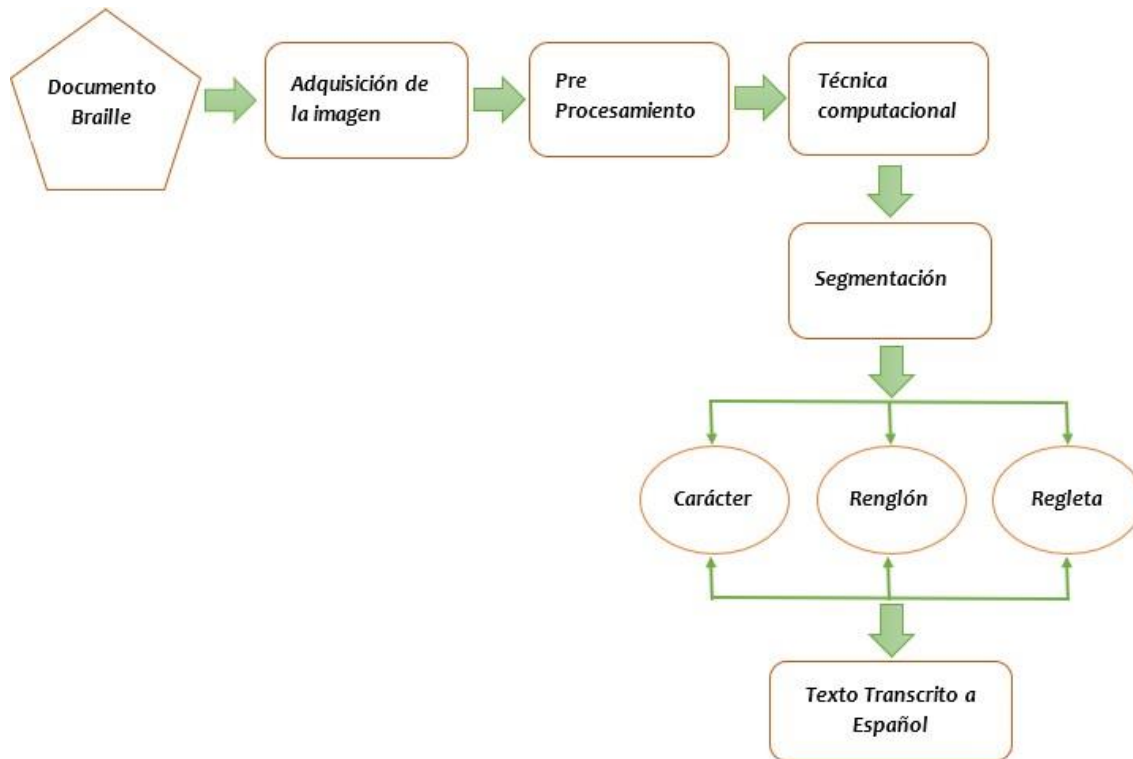 Documento
Braille
Adquisición de
la imagen
Pre
Procesamiento
Técnica
computacional
Segmentación
Carácter
Renglón
Regleta
Texto Transcrito a
Español